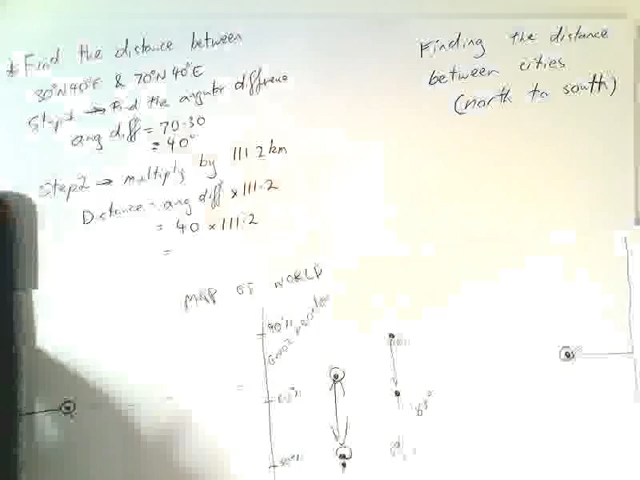 * Find the distance between
30°N 40°E & 70°N 40°E
Step 1 → Find the angular diffrence
ang diff = 70-30
= 40°
Step 2 → multiply by 111.2 km
Distance = ang diff × 111.2
= 40 × 111.2
=
Finding the distance
between cities
(north to south)
MAP OF WORLD
90°N